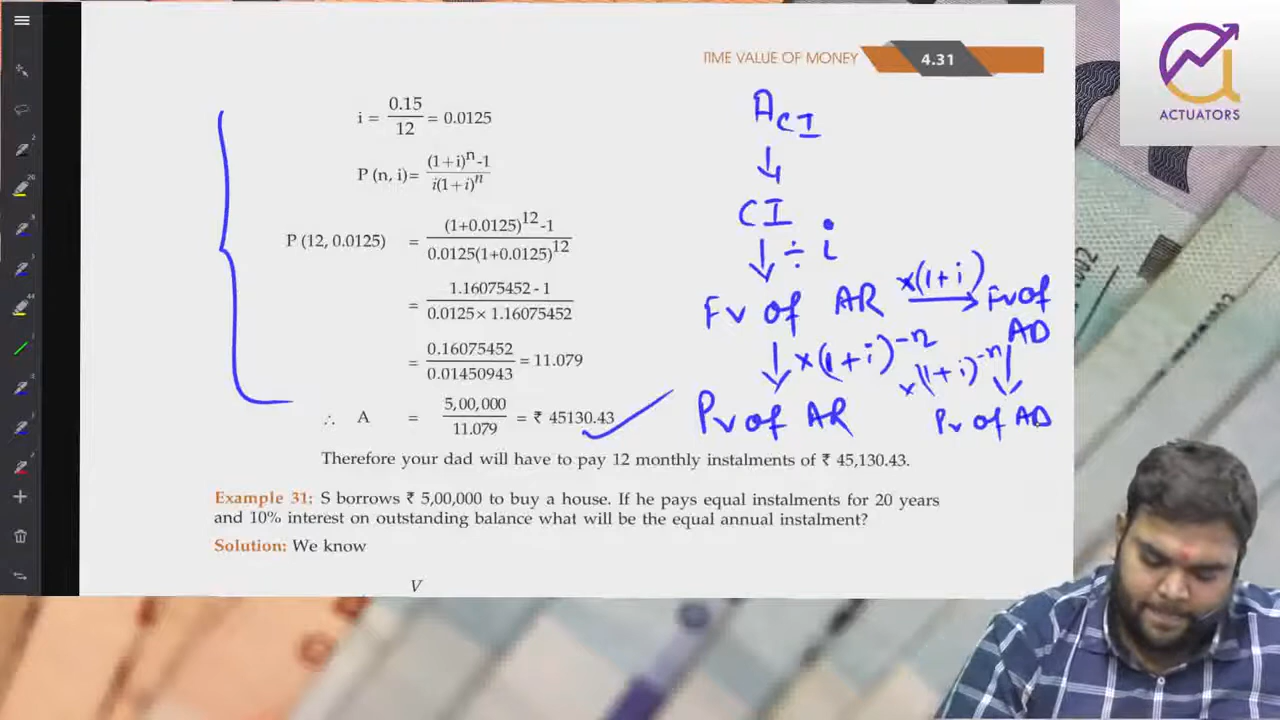 TIME VALUE OF MONEY 4.31
ACTUATORS
i = 0.15/12 = 0.0125
P (n, i)= (1+i)^n-1 / i(1+i)^n
P (12, 0.0125) = (1+0.0125)^12-1 / 0.0125(1+0.0125)^12
= 1.16075452 - 1 / 0.0125× 1.16075452
= 0.16075452 / 0.01450943 = 11.079
∴ A = 5,00,000 / 11.079 = ₹ 45130.43
Therefore your dad will have to pay 12 monthly instalments of ₹ 45,130.43.
Example 31: S borrows ₹ 5,00,000 to buy a house. If he pays equal instalments for 20 years
and 10% interest on outstanding balance what will be the equal annual instalment?
Solution: We know
V
A CI
↓
CI
↓ ÷ i
Fv of AR ×(1+i) → Fv of
AD
↓ ×(1+i)^-n
×(1+i)^-n ↓
Pv of AR
Pv of AD